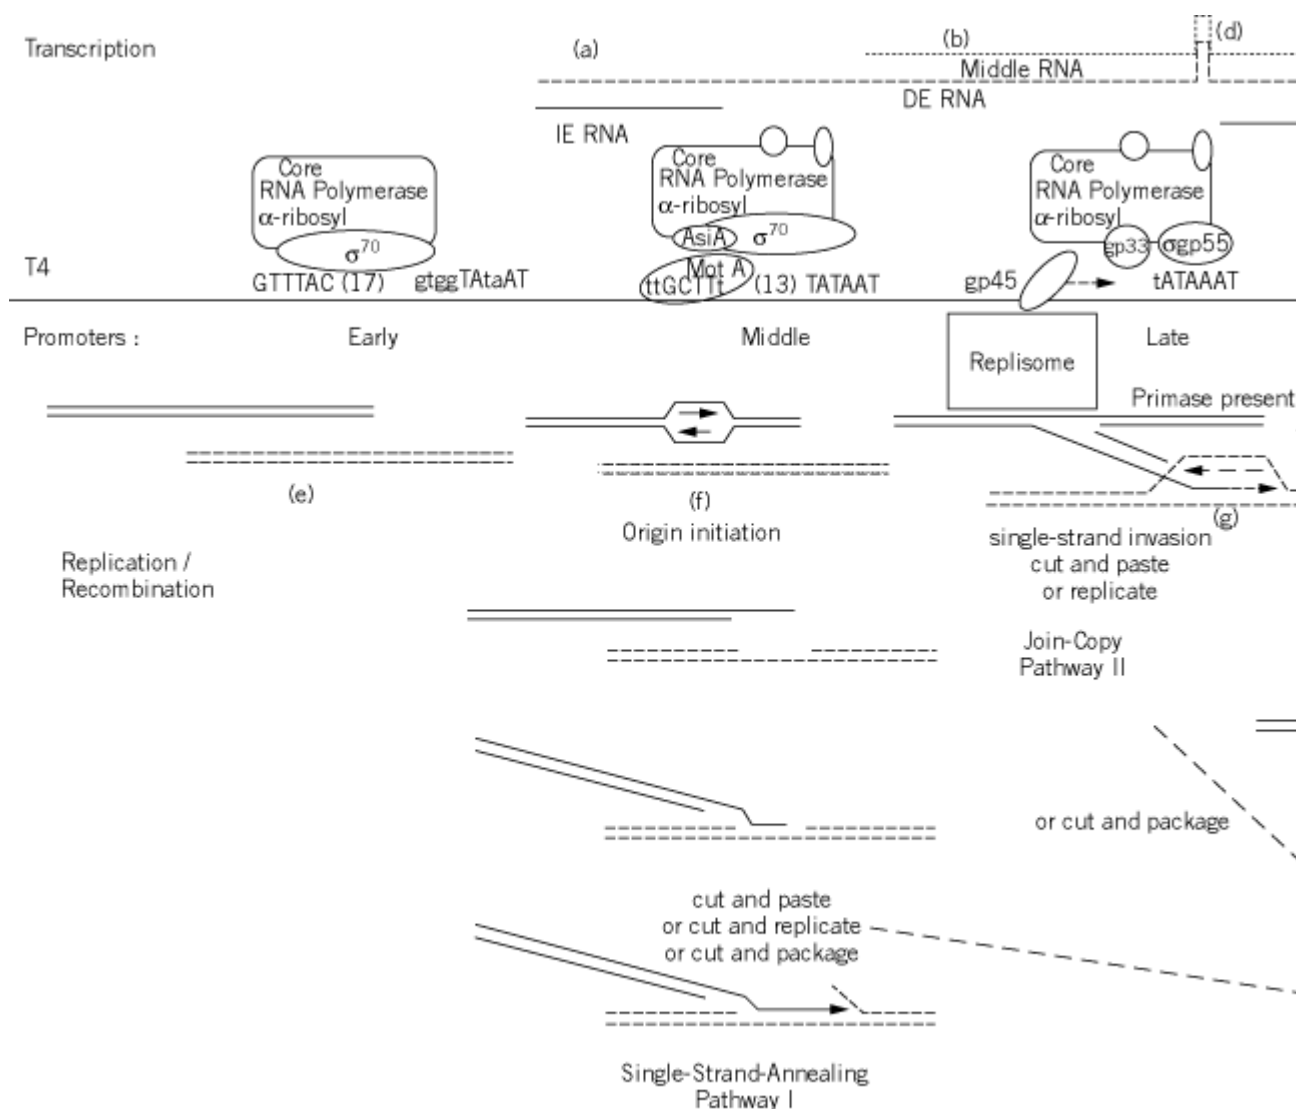 Transcription
(a)
(b)
(d)
Middle RNA
DE RNA
IE RNA
Core
RNA Polymerase
α-ribosyl
σ70
GTTTAC (17) gtggTAtaAT
Core
RNA Polymerase
α-ribosyl
AsiA
σ70
Mot A
ttGCTTt (13) TATAAT
Core
RNA Polymerase
α-ribosyl
gp33
σgp55
gp45
tATAAAT
T4
Promoters :
Early
Middle
Late
Replisome
Primase present
(e)
(f)
Origin initiation
(g)
single-strand invasion
cut and paste
or replicate
Replication /
Recombination
Join-Copy
Pathway II
or cut and package
cut and paste
or cut and replicate
or cut and package
Single-Strand-Annealing
Pathway I